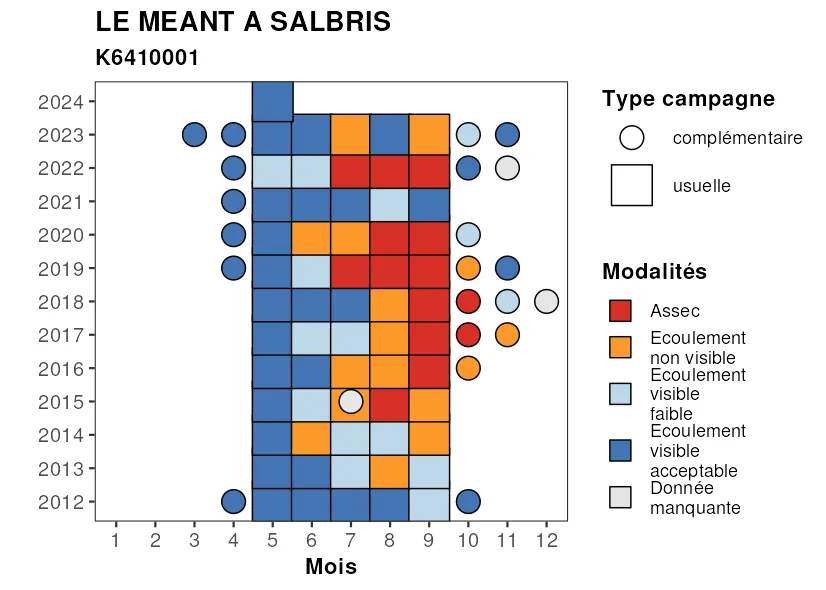 LE MEANT A SALBRIS
K6410001
2024
2023
2022
2021
2020
2019
2018
2017
2016
2015
2014
2013
2012
1 2 3 4 5 6 7 8 9 10 11 12
Mois
Type campagne
complémentaire
usuelle
Modalités
Assec
Ecoulement
non visible
Ecoulement
visible
faible
Ecoulement
visible
acceptable
Donnée
manquante